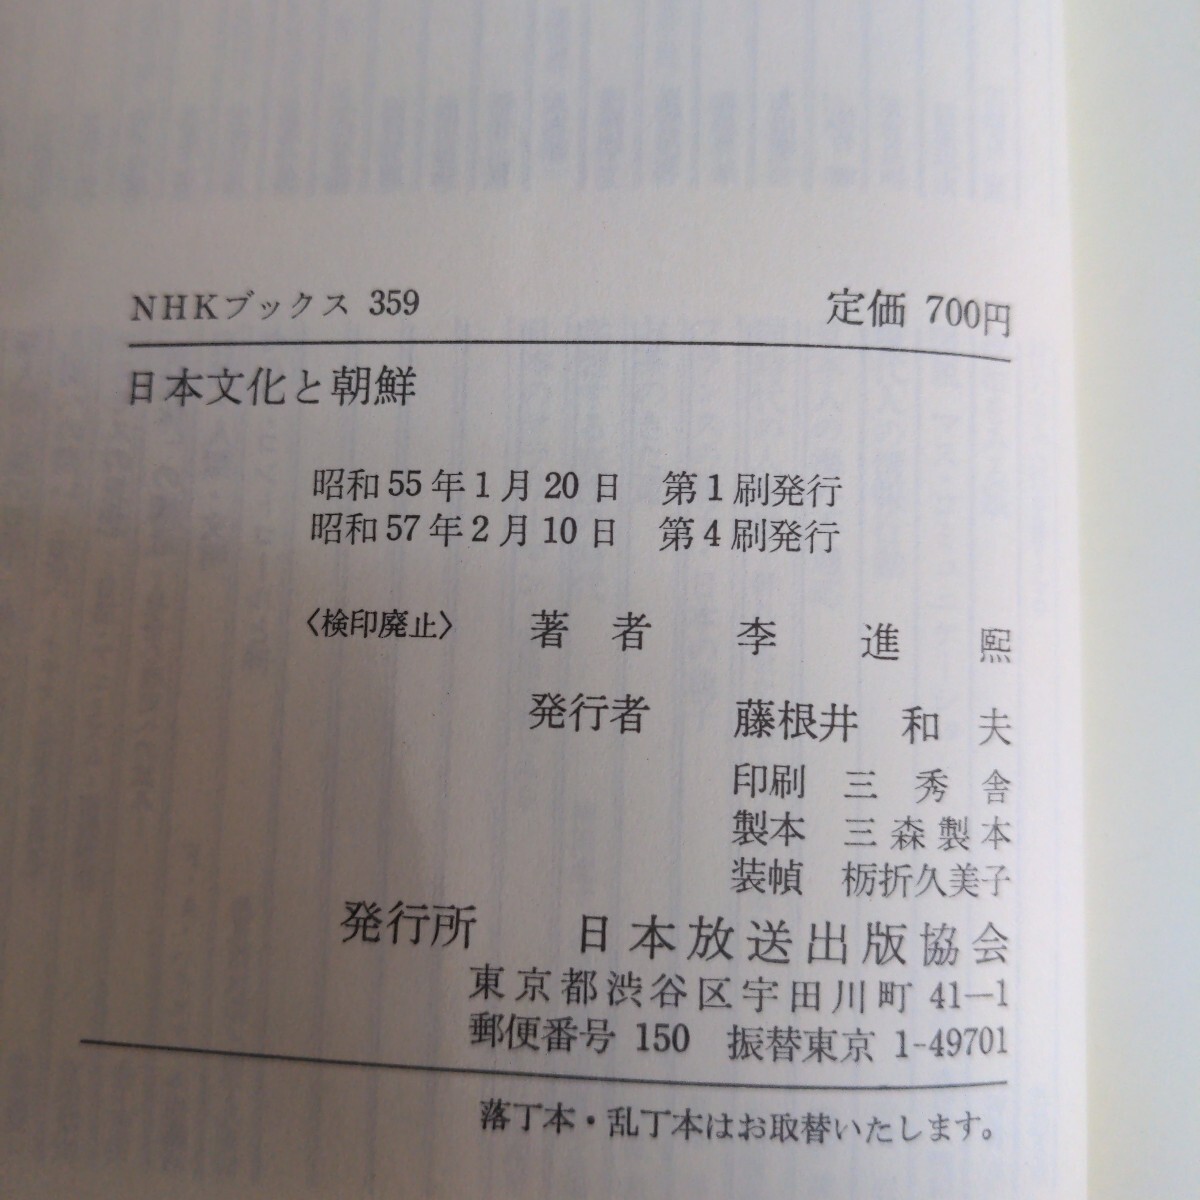 NHKブックス 359 定価 700円
日本文化と朝鮮
昭和55年1月20日 第1刷発行
昭和57年2月10日 第4刷発行
〈検印廃止〉 著者 李進熙
発行者 藤根井和夫
印刷 三秀舎
製本 三森製本
装幀 栃折久美子
発行所 日本放送出版協会
東京都渋谷区宇田川町 41-1
郵便番号 150 振替東京 1-49701
落丁本・乱丁本はお取替いたします。